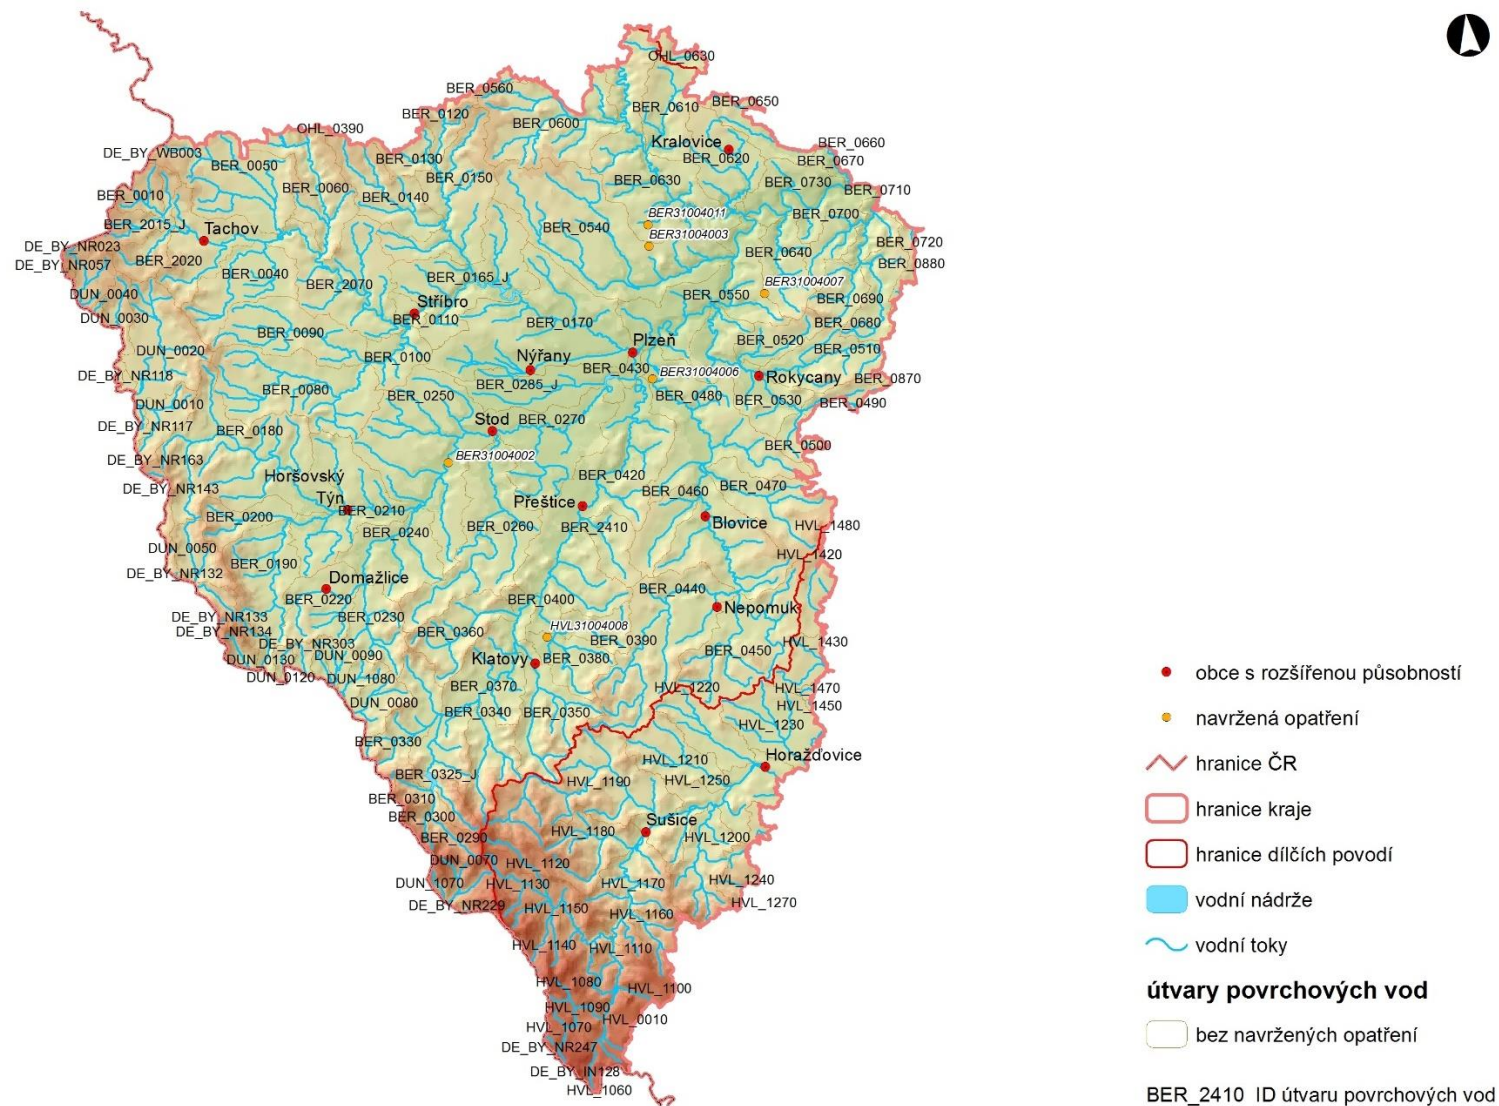 OHL_0630
BER_0560
BER_0650
BER_0610
BER_0120
BER_0600
OHL_0390
Kralovice
BER_0660
DE_BY_WB003
BER_0050
BER_0130
BER_0620
BER_0670
BER_0150
BER_0630
BER_0730
BER_0710
BER_0010
BER_0060
BER_0140
BER31004011
BER_0700
BER_2015_J
Tachov
BER_0540
BER31004003
DE_BY_NR023
BER_0720
BER_0640
DE_BY_NR057
BER_2020
BER_0040
BER_0165_J
BER_0880
BER_2070
BER31004007
DUN_0040
Stříbro
BER_0550
BER_0690
DUN_0030
BER_0110
BER_0170
BER_0680
BER_0090
Plzeň
BER_0520
DUN_0020
BER_0100
Nýřany
BER_0510
BER_0430
BER31004006
DE_BY_NR118
BER_0285_J
Rokycany
BER_0870
BER_0080
BER_0250
BER_0480
BER_0530
BER_0490
DUN_0010
Stod
BER_0270
DE_BY_NR117
BER_0180
BER_0500
DE_BY_NR163
BER31004002
Horšovský
BER_0420
DE_BY_NR143
BER_0460
BER_0470
Týn
BER_0210
Přeštice
BER_0200
BER_0240
BER_0260
BER_2410
Blovice
HVL_1480
DUN_0050
HVL_1420
DE_BY_NR132
BER_0190
Domažlice
BER_0440
BER_0220
BER_0400
Nepomuk
DE_BY_NR133
BER_0230
HVL31004008
DE_BY_NR134
BER_0360
BER_0390
HVL_1430
DE_BY_NR303
BER_0450
DUN_0130
DUN_0090
Klatovy
BER_0380
DUN_0120
DUN_1080
BER_0370
HVL_1220
HVL_1470
DUN_0080
BER_0340
BER_0350
HVL_1450
HVL_1230
BER_0330
Horažďovice
HVL_1210
BER_0325_J
HVL_1190
HVL_1250
BER_0310
BER_0300
Sušice
BER_0290
HVL_1180
HVL_1200
DUN_0070
HVL_1120
DUN_1070
HVL_1130
HVL_1170
HVL_1240
DE_BY_NR229
HVL_1150
HVL_1160
HVL_1270
HVL_1140
HVL_1110
HVL_1080
HVL_1100
HVL_1090
HVL_0010
HVL_1070
DE_BY_NR247
DE_BY_IN128
HVL_1060
obce s rozšířenou působností
navržená opatření
hranice ČR
hranice kraje
hranice dílčích povodí
vodní nádrže
vodní toky
útvary povrchových vod
bez navržených opatření
BER_2410 ID útvaru povrchových vod